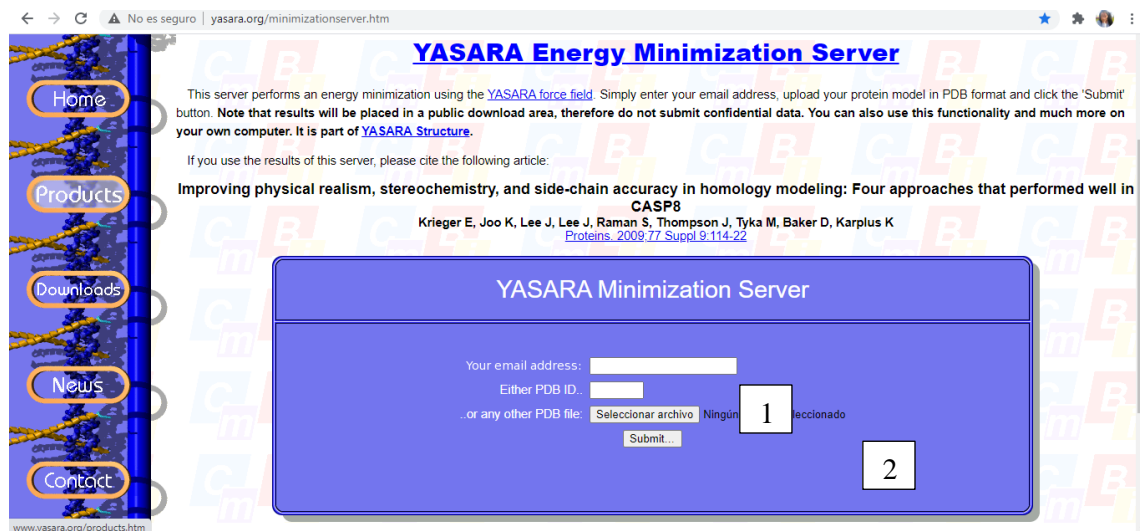 No es seguro | yasara.org/minimizationserver.htm
YASARA Energy Minimization Server
This server performs an energy minimization using the YASARA force field. Simply enter your email address, upload your protein model in PDB format and click the 'Submit'
button. Note that results will be placed in a public download area, therefore do not submit confidential data. You can also use this functionality and much more on
your own computer. It is part of YASARA Structure.
If you use the results of this server, please cite the following article:
Improving physical realism, stereochemistry, and side-chain accuracy in homology modeling: Four approaches that performed well in
CASP8
Krieger E, Joo K, Lee J, Lee J, Raman S, Thompson J, Tyka M, Baker D, Karplus K
Proteins. 2009;77 Suppl 9:114-22
Home
Products
Downloads
News
Contact
YASARA Minimization Server
Your email address:
Either PDB ID..
..or any other PDB file: Seleccionar archivo Ningún leccionado
1
Submit...
2
www.yasara.org/products.htm